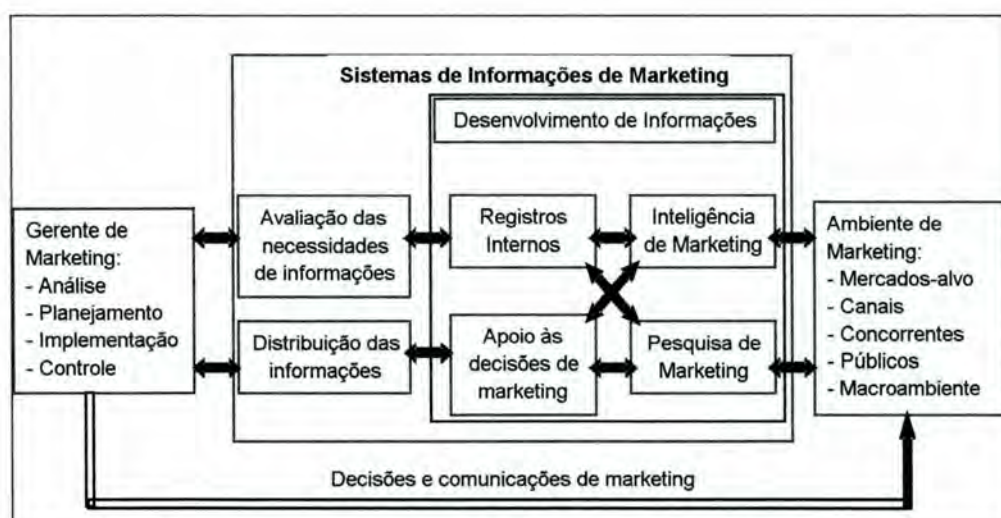 Sistemas de Informações de Marketing
Desenvolvimento de Informações
Gerente de
Marketing:
- Análise
- Planejamento
- Implementação
- Controle
Avaliação das
necessidades
de informações
Distribuição das
informações
Registros
Internos
Apoio às
decisões de
marketing
Inteligência
de Marketing
Pesquisa de
Marketing
Ambiente de
Marketing:
- Mercados-alvo
- Canais
- Concorrentes
- Públicos
- Macroambiente
Decisões e comunicações de marketing